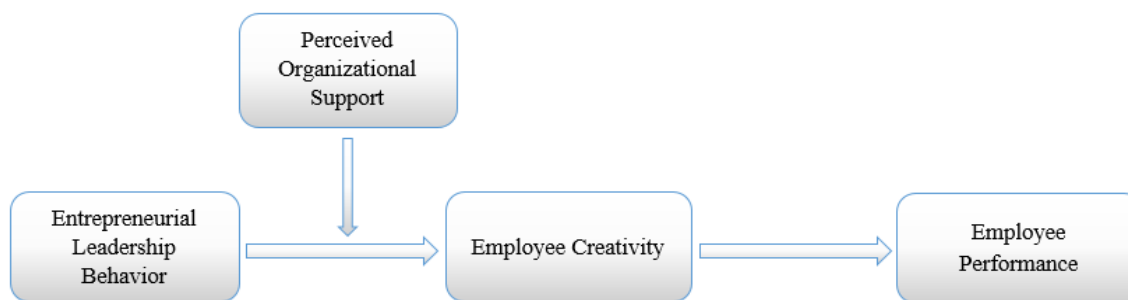 Perceived
Organizational
Support
Entrepreneurial
Leadership
Behavior
Employee Creativity
Employee
Performance